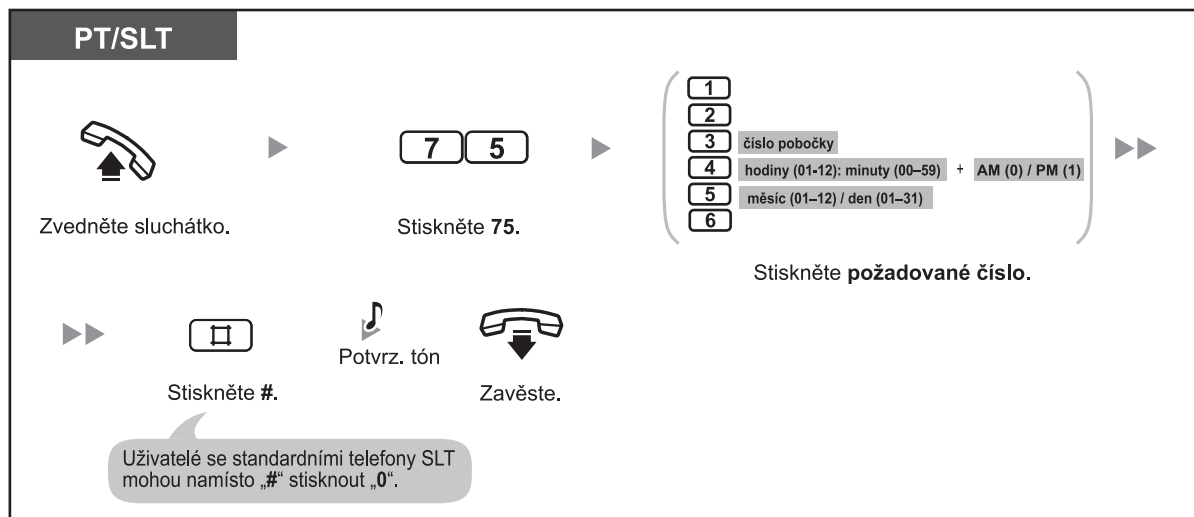 PT/SLT
7 5
1
2
3 číslo pobočky
4 hodiny (01-12): minuty (00–59) + AM (0) / PM (1)
5 měsíc (01–12) / den (01–31)
6
Zvedněte sluchátko.
Stiskněte 75.
Stiskněte požadované číslo.
Potvrz. tón
Stiskněte #.
Zavěste.
Uživatelé se standardními telefony SLT
mohou namísto „#“ stisknout „0“.